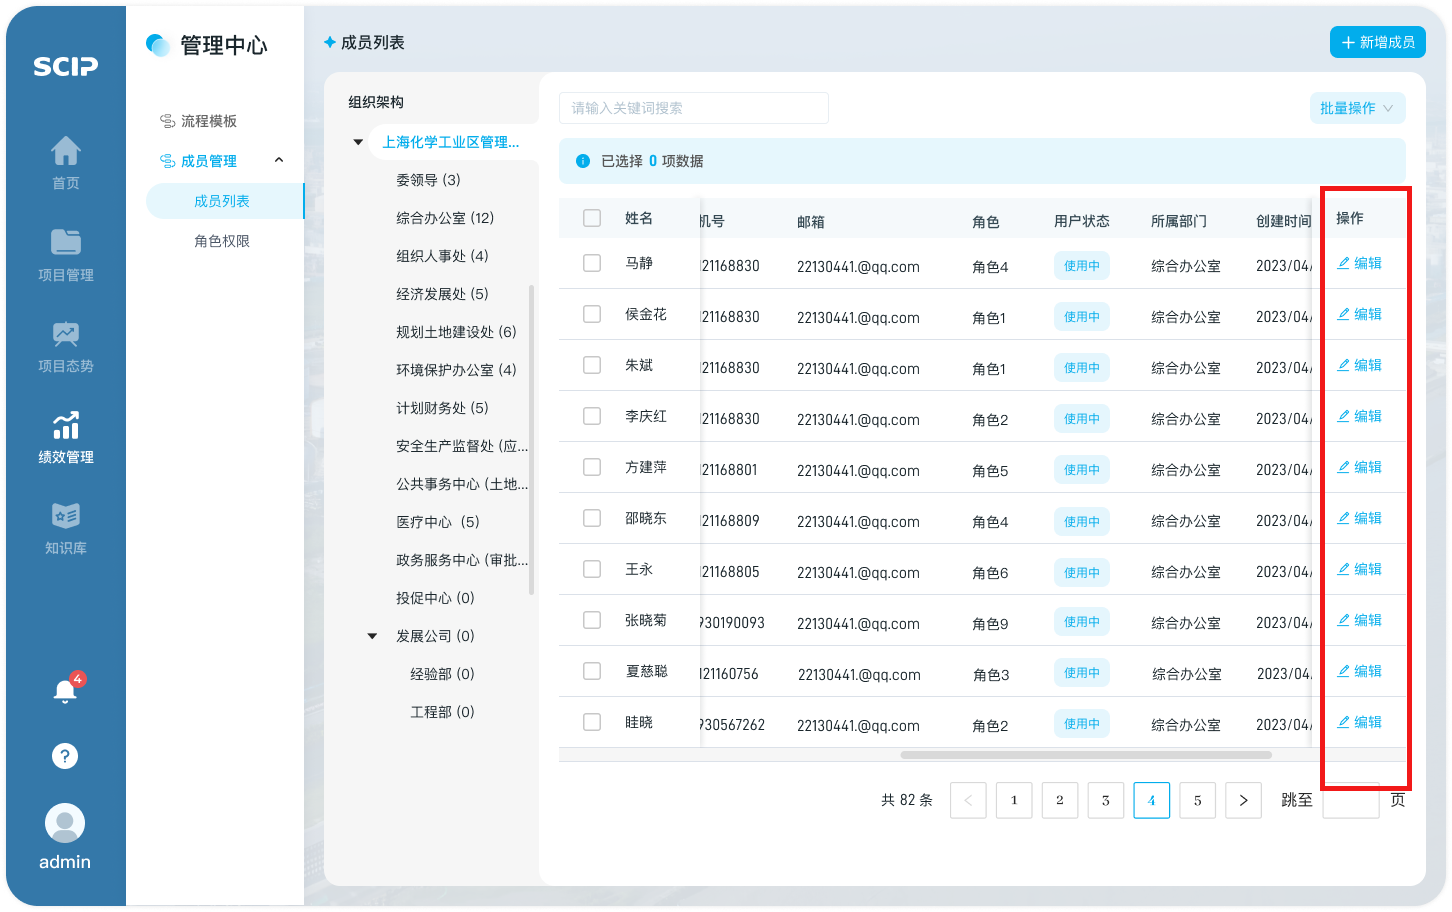 SCIP
首页
项目管理
项目态势
绩效管理
知识库
4
?
admin
管理中心
流程模板
成员管理
成员列表
角色权限
成员列表
新增成员
组织架构
上海化学工业区管理...
委领导 (3)
综合办公室 (12)
组织人事处 (4)
经济发展处 (5)
规划土地建设处 (6)
环境保护办公室 (4)
计划财务处 (5)
安全生产监督处 (应...
公共事务中心 (土地...
医疗中心 (5)
政务服务中心 (审批...
投促中心 (0)
发展公司 (0)
经验部 (0)
工程部 (0)
请输入关键词搜索
批量操作
已选择 0 项数据
姓名 机号 邮箱 角色 用户状态 所属部门 创建时间 操作
马静 121168830 22130441.@qq.com 角色4 使用中 综合办公室 2023/04/ 编辑
侯金花 121168830 22130441.@qq.com 角色1 使用中 综合办公室 2023/04/ 编辑
朱斌 121168830 22130441.@qq.com 角色1 使用中 综合办公室 2023/04/ 编辑
李庆红 121168830 22130441.@qq.com 角色2 使用中 综合办公室 2023/04/ 编辑
方建萍 121168801 22130441.@qq.com 角色5 使用中 综合办公室 2023/04/ 编辑
邵晓东 121168809 22130441.@qq.com 角色4 使用中 综合办公室 2023/04/ 编辑
王永 121168805 22130441.@qq.com 角色6 使用中 综合办公室 2023/04/ 编辑
张晓菊 930190093 22130441.@qq.com 角色9 使用中 综合办公室 2023/04/ 编辑
夏慈聪 121160756 22130441.@qq.com 角色3 使用中 综合办公室 2023/04/ 编辑
眭晓 930567262 22130441.@qq.com 角色2 使用中 综合办公室 2023/04/ 编辑
共 82 条 < 1 2 3 4 5 > 跳至 页